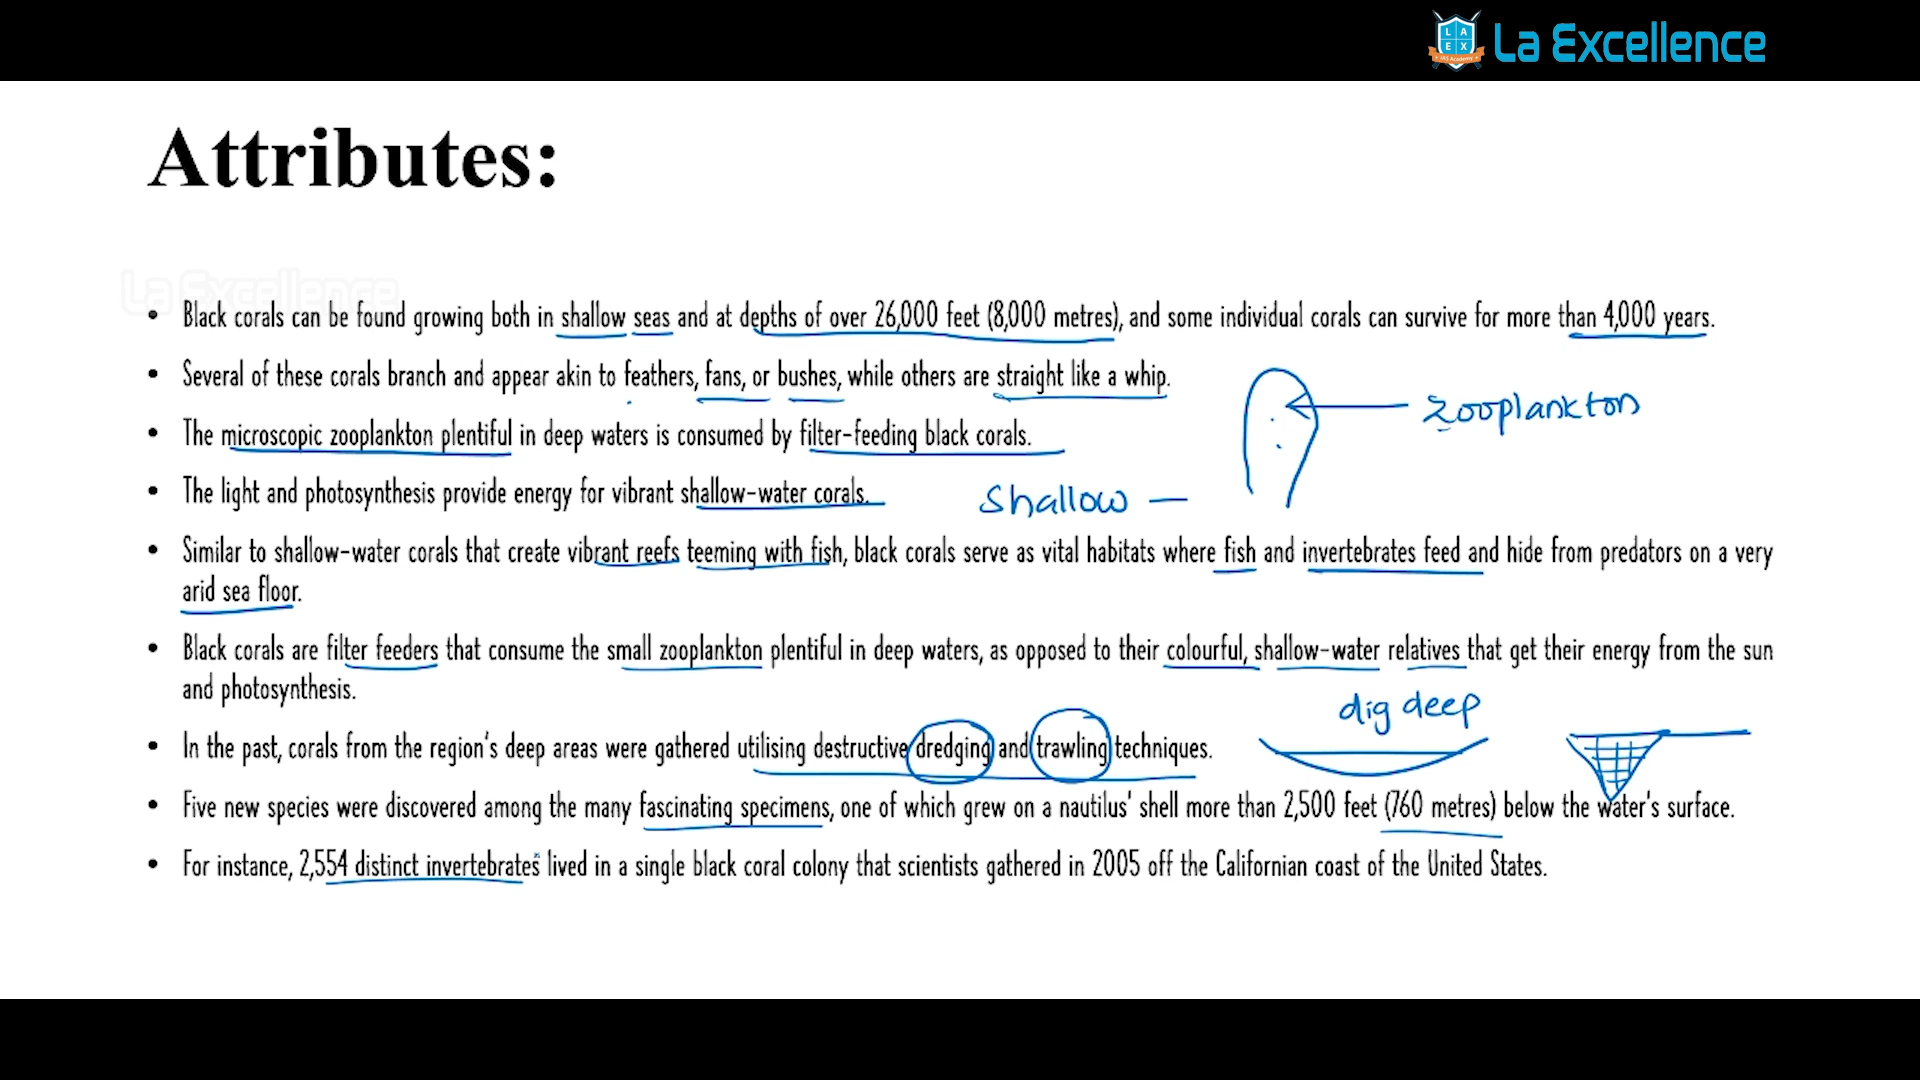 LA
EX
IAS Academy
La Excellence
Attributes:
La Excellence
• Black corals can be found growing both in shallow seas and at depths of over 26,000 feet (8,000 metres), and some individual corals can survive for more than 4,000 years.
• Several of these corals branch and appear akin to feathers, fans, or bushes, while others are straight like a whip.
zooplankton
• The microscopic zooplankton plentiful in deep waters is consumed by filter-feeding black corals.
• The light and photosynthesis provide energy for vibrant shallow-water corals.
Shallow —
• Similar to shallow-water corals that create vibrant reefs teeming with fish, black corals serve as vital habitats where fish and invertebrates feed and hide from predators on a very
arid sea floor.
• Black corals are filter feeders that consume the small zooplankton plentiful in deep waters, as opposed to their colourful, shallow-water relatives that get their energy from the sun
and photosynthesis.
dig deep
• In the past, corals from the region's deep areas were gathered utilising destructive dredging and trawling techniques.
• Five new species were discovered among the many fascinating specimens, one of which grew on a nautilus' shell more than 2,500 feet (760 metres) below the water's surface.
• For instance, 2,554 distinct invertebrates lived in a single black coral colony that scientists gathered in 2005 off the Californian coast of the United States.